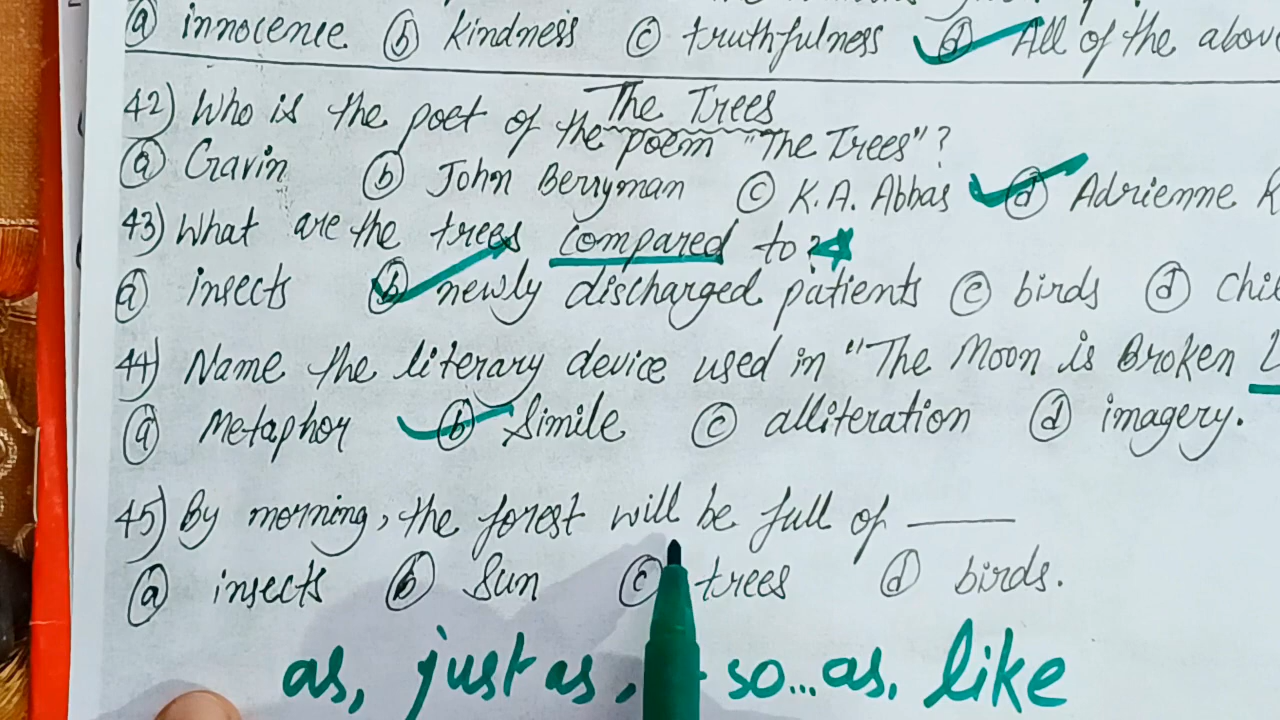 ⓐ innocence ⓑ kindness ⓒ truthfulness ⓓ All of the above
The Trees
42) Who is the poet of the poem "The Trees"?
ⓐ Gavin ⓑ John Berryman ⓒ K.A. Abbas ⓓ Adrienne R
43) What are the trees compared to?
ⓐ insects ⓑ newly discharged patients ⓒ birds ⓓ Chil
44) Name the literary device used in "The Moon is Broken L
ⓐ Metaphor ⓑ Simile ⓒ alliteration ⓓ imagery.
45) By morning, the forest will be full of ____
ⓐ insects ⓑ Sun ⓒ trees ⓓ birds.
as, just as, so...as, like